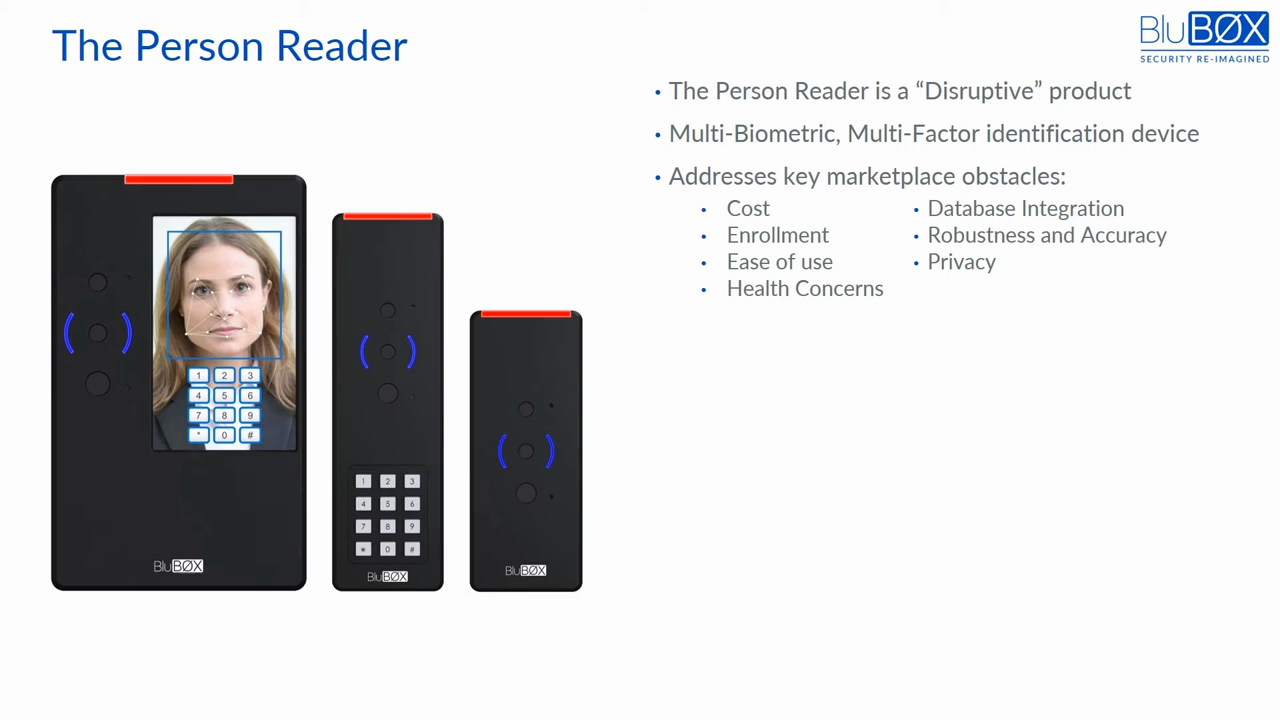 The Person Reader
BluBØX
SECURITY RE-IMAGINED
• The Person Reader is a “Disruptive” product
• Multi-Biometric, Multi-Factor identification device
• Addresses key marketplace obstacles:
• Cost
• Enrollment
• Ease of use
• Health Concerns
• Database Integration
• Robustness and Accuracy
• Privacy
1 2 3
4 5 6
7 8 9
* 0 #
BluBØX
1 2 3
4 5 6
7 8 9
* 0 #
BluBØX
BluBØX